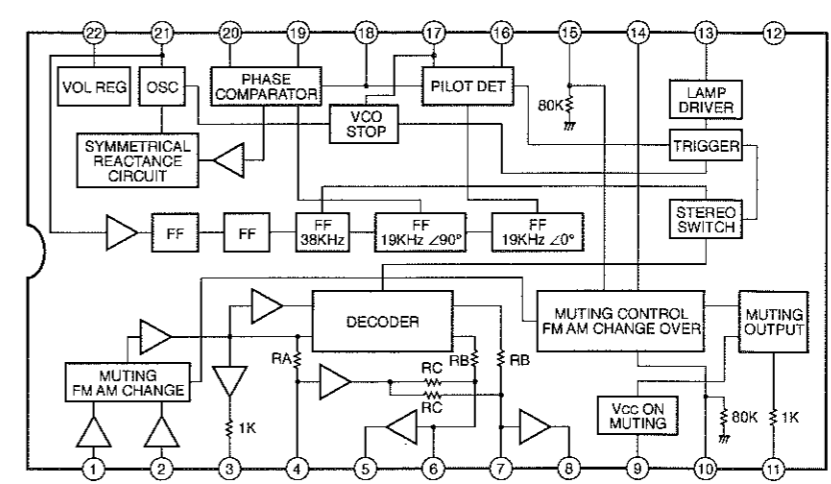 22 21 20 19 18 17 16 15 14 13 12
VOL REG
OSC
PHASE
COMPARATOR
PILOT DET
80K
LAMP
DRIVER
VCO
STOP
TRIGGER
SYMMETRICAL
REACTANCE
CIRCUIT
STEREO
SWITCH
FF
FF
FF
38KHz
FF
19KHz ∠90°
FF
19KHz ∠0°
DECODER
MUTING CONTROL
FM AM CHANGE OVER
MUTING
OUTPUT
RA
RB
RB
MUTING
FM AM CHANGE
RC
RC
1K
VCC ON
MUTING
80K
1K
1 2 3 4 5 6 7 8 9 10 11